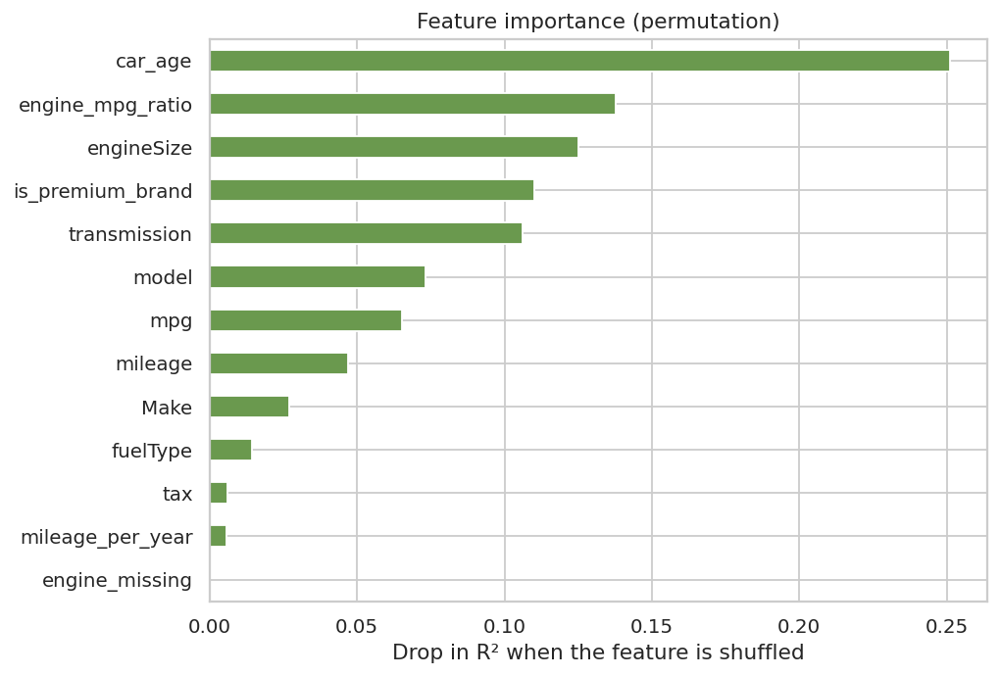 Feature importance (permutation)
car_age
engine_mpg_ratio
engineSize
is_premium_brand
transmission
model
mpg
mileage
Make
fuelType
tax
mileage_per_year
engine_missing
0.00 0.05 0.10 0.15 0.20 0.25
Drop in R² when the feature is shuffled